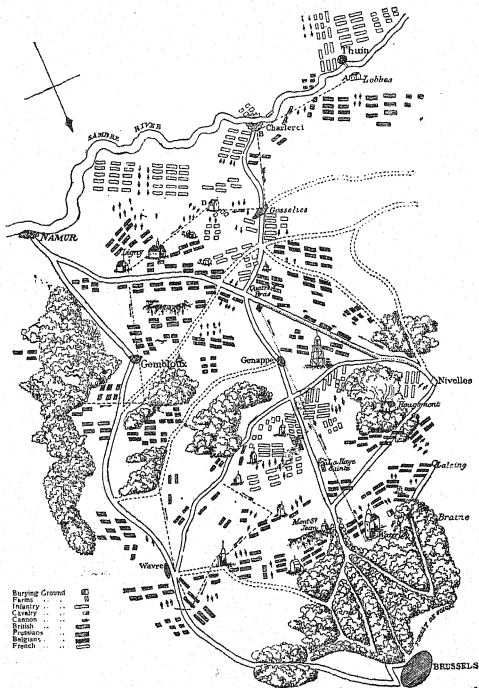 Thuin
Lobbes
Charleroi
SAMBRE RIVER
Gosselies
D
NAMUR
Ligny
Gembloux
Genappe
Nivelles
Hougomont
La Haye Sainte
Braine
Mont St Jean
Wavre
BRUSSELS
Burying Ground
Farms
Infantry
Cavalry
Cannon
British
Prussians
Belgians
French